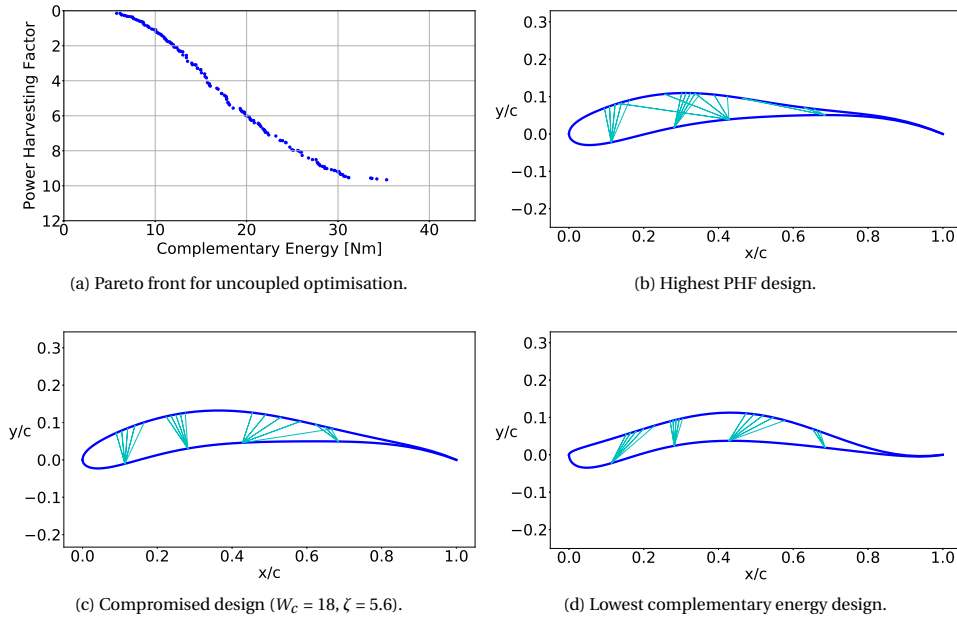 0
2
4
6
8
10
12
Power Harvesting Factor
0 10 20 30 40
Complementary Energy [Nm]
(a) Pareto front for uncoupled optimisation.
0.3
0.2
0.1
y/c
0.0
−0.1
−0.2
0.0 0.2 0.4 0.6 0.8 1.0
x/c
(b) Highest PHF design.
0.3
0.2
0.1
y/c
0.0
−0.1
−0.2
0.0 0.2 0.4 0.6 0.8 1.0
x/c
(c) Compromised design (Wc = 18, ζ = 5.6).
0.3
0.2
0.1
y/c
0.0
−0.1
−0.2
0.0 0.2 0.4 0.6 0.8 1.0
x/c
(d) Lowest complementary energy design.